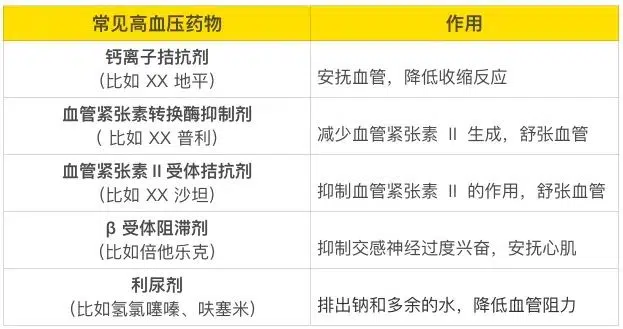 常见高血压药物 作用
钙离子拮抗剂
（比如 XX 地平）
安抚血管，降低收缩反应
血管紧张素转换酶抑制剂
（ 比如 XX 普利）
减少血管紧张素 II 生成，舒张血管
血管紧张素II受体拮抗剂
（比如 XX 沙坦）
抑制血管紧张素 II 的作用，舒张血管
β 受体阻滞剂
（比如倍他乐克）
抑制交感神经过度兴奋，安抚心肌
利尿剂
（比如氢氯噻嗪、呋塞米）
排出钠和多余的水，降低血管阻力